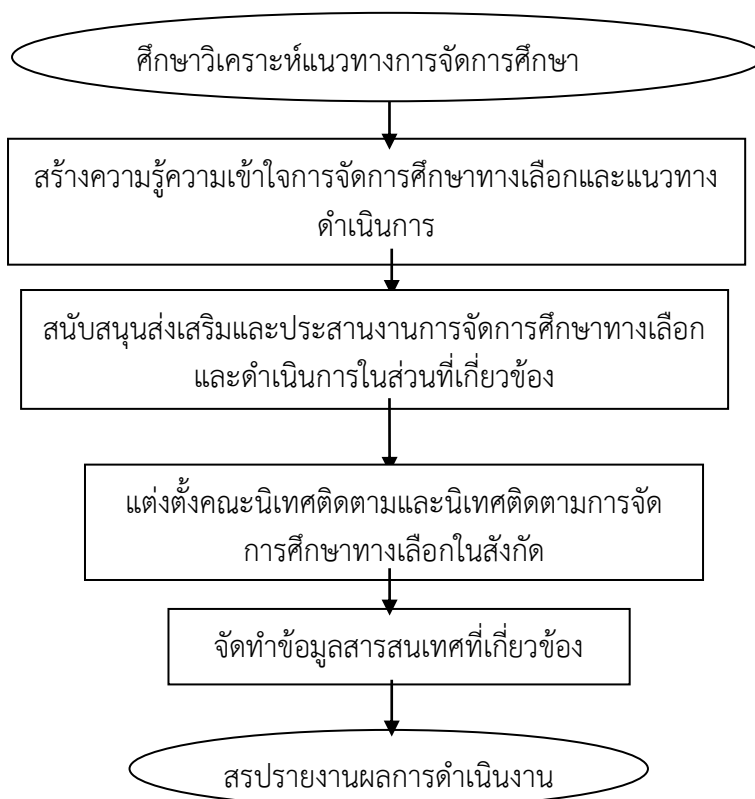 ศึกษาวิเคราะห์แนวทางการจัดการศึกษา
สร้างความรู้ความเข้าใจการจัดการศึกษาทางเลือกและแนวทาง
ดำเนินการ
สนับสนุนส่งเสริมและประสานงานการจัดการศึกษาทางเลือก
และดำเนินการในส่วนที่เกี่ยวข้อง
แต่งตั้งคณะนิเทศติดตามและนิเทศติดตามการจัด
การศึกษาทางเลือกในสังกัด
จัดทำข้อมูลสารสนเทศที่เกี่ยวข้อง
สรปรายงานผลการดำเนินงาน